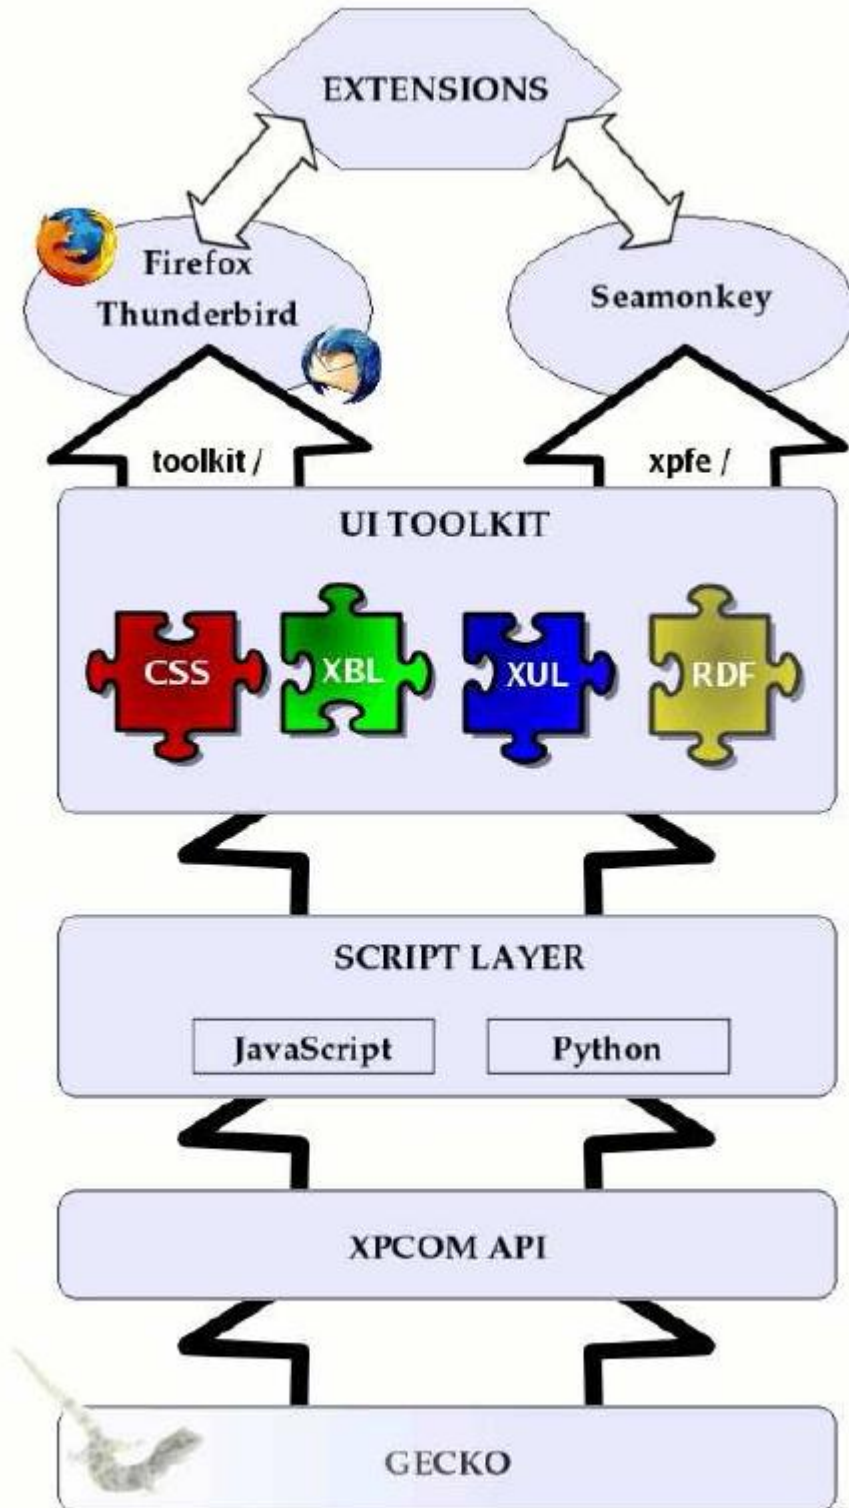 EXTENSIONS
Firefox
Thunderbird
Seamonkey
toolkit /
xpfe /
UI TOOLKIT
CSS
XBL
XUL
RDF
SCRIPT LAYER
JavaScript
Python
XPCOM API
GECKO